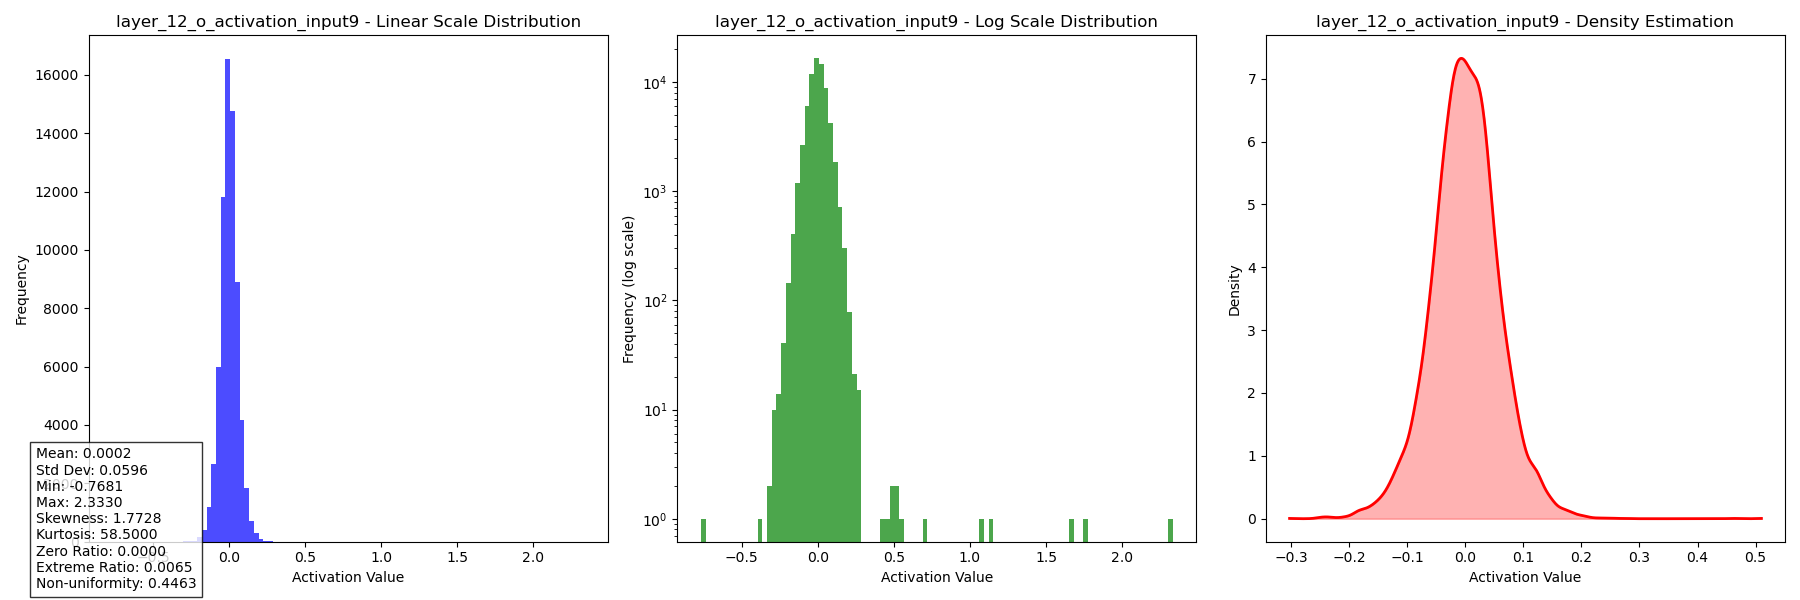 layer_12_o_activation_input9 - Linear Scale Distribution
16000
14000
12000
10000
8000
6000
4000
Frequency
0.0
0.5
1.0
1.5
2.0
Activation Value
Mean: 0.0002
Std Dev: 0.0596
Min: -0.7681
Max: 2.3330
Skewness: 1.7728
Kurtosis: 58.5000
Zero Ratio: 0.0000
Extreme Ratio: 0.0065
Non-uniformity: 0.4463
layer_12_o_activation_input9 - Log Scale Distribution
10^4
10^3
10^2
10^1
10^0
Frequency (log scale)
−0.5
0.0
0.5
1.0
1.5
2.0
Activation Value
layer_12_o_activation_input9 - Density Estimation
7
6
5
4
3
2
1
0
Density
−0.3
−0.2
−0.1
0.0
0.1
0.2
0.3
0.4
0.5
Activation Value